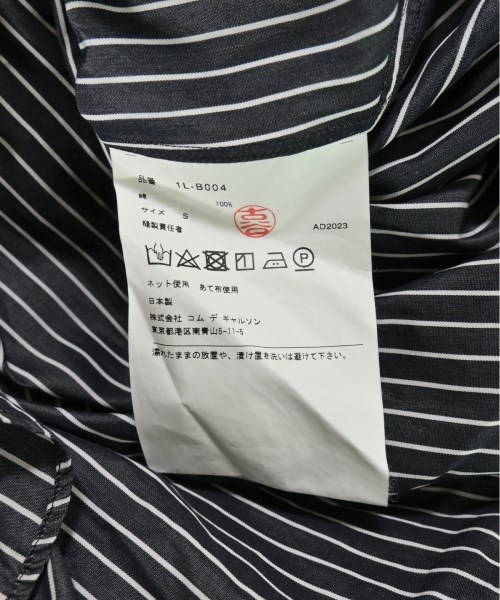 品番 1L-B004
綿 100%
サイズ S
縫製責任者 AD2023
P
ネット使用 あて布使用
日本製
株式会社 コム デ ギャルソン
東京都港区南青山5-11-5
濡れたままの放置や、漬け置き洗いは避けて下さい。